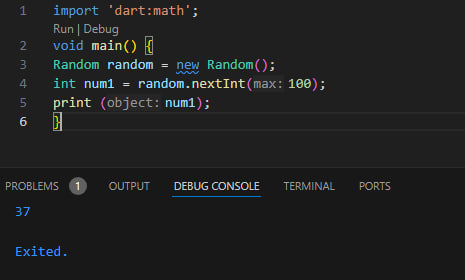 1 import 'dart:math';
Run | Debug
2 void main() {
3 Random random = new Random();
4 int num1 = random.nextInt(max: 100);
5 print (object: num1);
6 }
PROBLEMS 1 OUTPUT DEBUG CONSOLE TERMINAL PORTS
37
Exited.